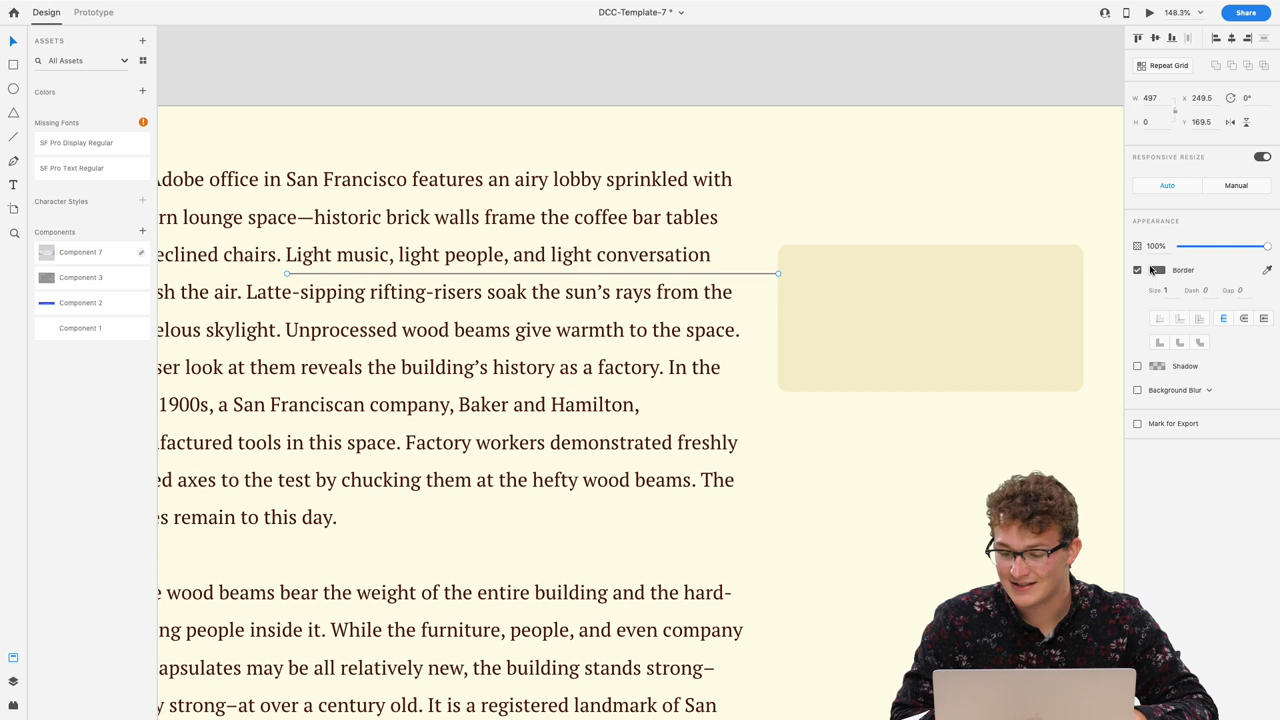 Design
Prototype
DCC-Template-7 *
148.3%
Share
ASSETS
All Assets
Colors
Missing Fonts
SF Pro Display Regular
SF Pro Text Regular
Character Styles
Components
Component 7
Component 3
Component 2
Component 1
Adobe office in San Francisco features an airy lobby sprinkled with
rn lounge space—historic brick walls frame the coffee bar tables
eclined chairs. Light music, light people, and light conversation
sh the air. Latte-sipping rifting-risers soak the sun’s rays from the
elous skylight. Unprocessed wood beams give warmth to the space.
ser look at them reveals the building’s history as a factory. In the
1900s, a San Franciscan company, Baker and Hamilton,
factured tools in this space. Factory workers demonstrated freshly
ed axes to the test by chucking them at the hefty wood beams. The
es remain to this day.
e wood beams bear the weight of the entire building and the hard-
ng people inside it. While the furniture, people, and even company
apsulates may be all relatively new, the building stands strong–
y strong–at over a century old. It is a registered landmark of San
Repeat Grid
W 497 X 249.5 0°
H 0 Y 169.5
RESPONSIVE RESIZE
Auto Manual
APPEARANCE
100%
Border
Size 1 Dash 0 Gap 0
Shadow
Background Blur
Mark for Export